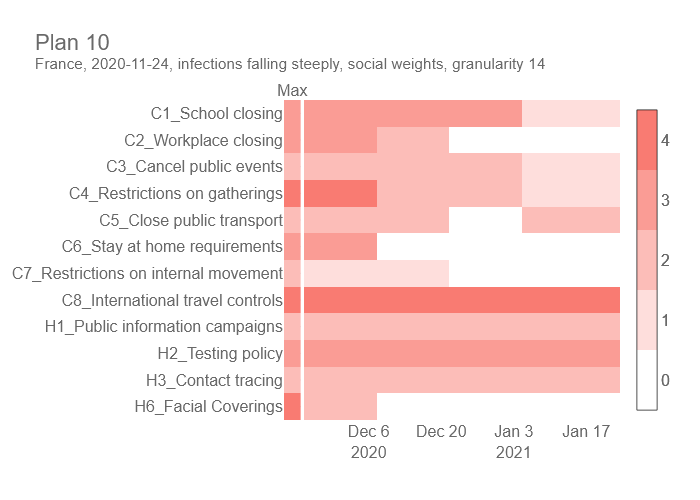 Plan 10
France, 2020-11-24, infections falling steeply, social weights, granularity 14
Max
C1_School closing
C2_Workplace closing
C3_Cancel public events
C4_Restrictions on gatherings
C5_Close public transport
C6_Stay at home requirements
C7_Restrictions on internal movement
C8_International travel controls
H1_Public information campaigns
H2_Testing policy
H3_Contact tracing
H6_Facial Coverings
Dec 6 Dec 20 Jan 3 Jan 17
2020 2021
4
3
2
1
0